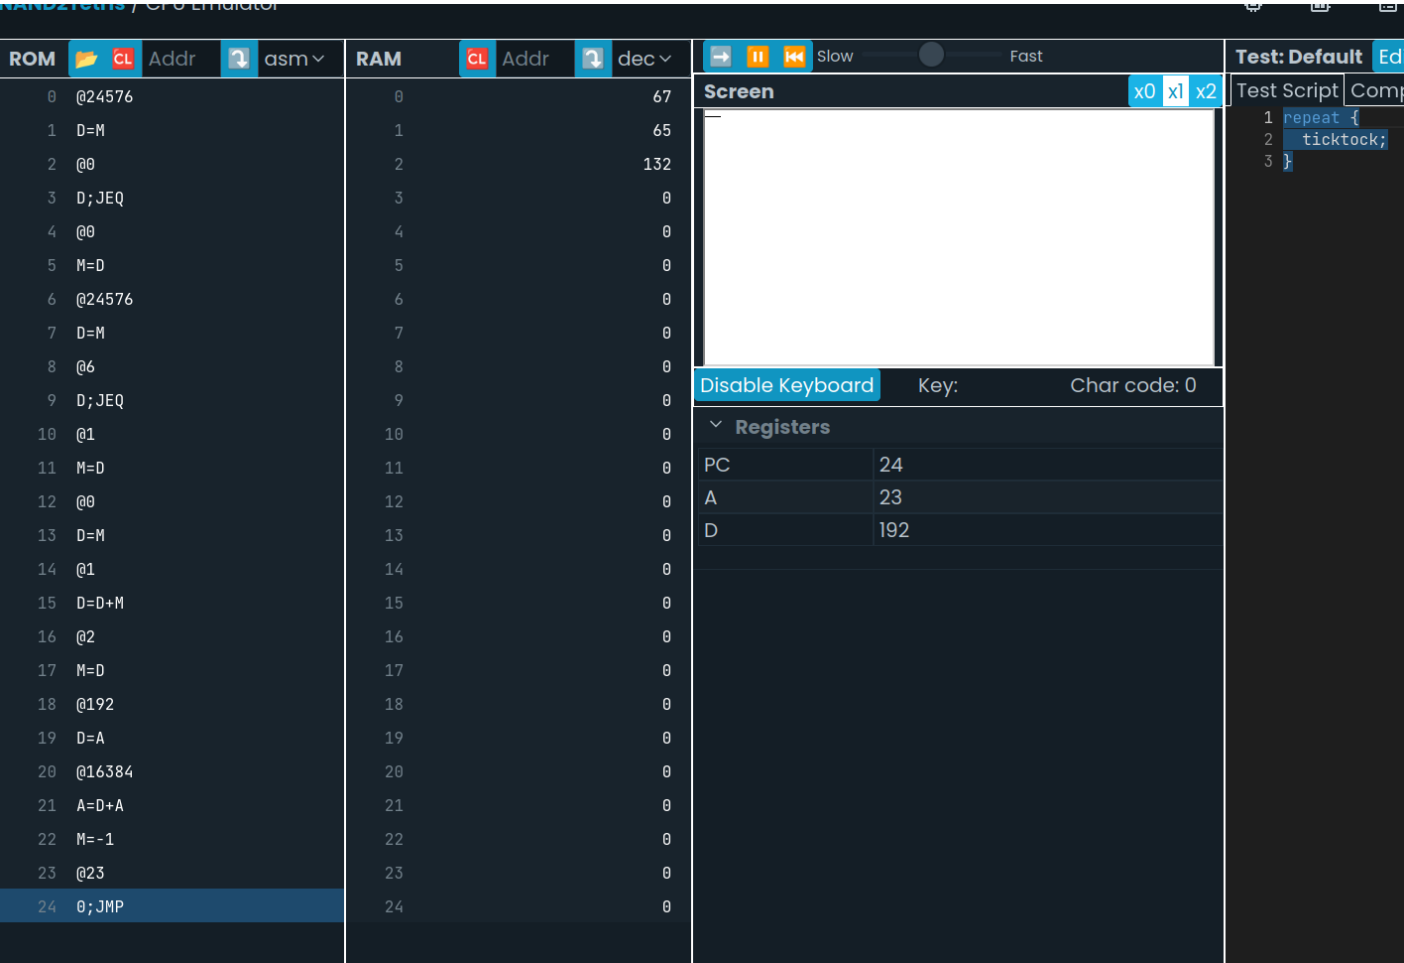 NAND2Tetris / CPU Emulator
ROM CL Addr asm
0 @24576
1 D=M
2 @0
3 D;JEQ
4 @0
5 M=D
6 @24576
7 D=M
8 @6
9 D;JEQ
10 @1
11 M=D
12 @0
13 D=M
14 @1
15 D=D+M
16 @2
17 M=D
18 @192
19 D=A
20 @16384
21 A=D+A
22 M=-1
23 @23
24 0;JMP
RAM CL Addr dec
0 67
1 65
2 132
3 0
4 0
5 0
6 0
7 0
8 0
9 0
10 0
11 0
12 0
13 0
14 0
15 0
16 0
17 0
18 0
19 0
20 0
21 0
22 0
23 0
24 0
Slow Fast
Screen x0 x1 x2
Disable Keyboard Key: Char code: 0
Registers
PC 24
A 23
D 192
Test: Default Ed
Test Script Comp
1 repeat {
2 ticktock;
3 }